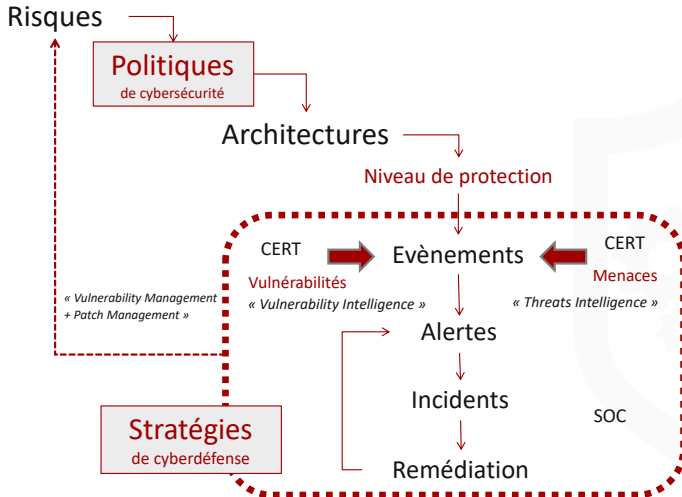 Risques
Politiques
de cybersécurité
Architectures
Niveau de protection
CERT
Evènements
CERT
Vulnérabilités
Menaces
« Vulnerability Management
+ Patch Management »
« Vulnerability Intelligence »
« Threats Intelligence »
Alertes
Incidents
SOC
Stratégies
de cyberdéfense
Remédiation